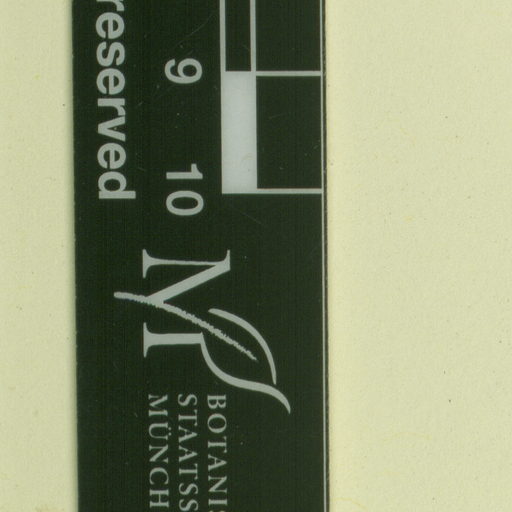 9 10
reserved
M
BOTANIS
STAATSS
MÜNCH